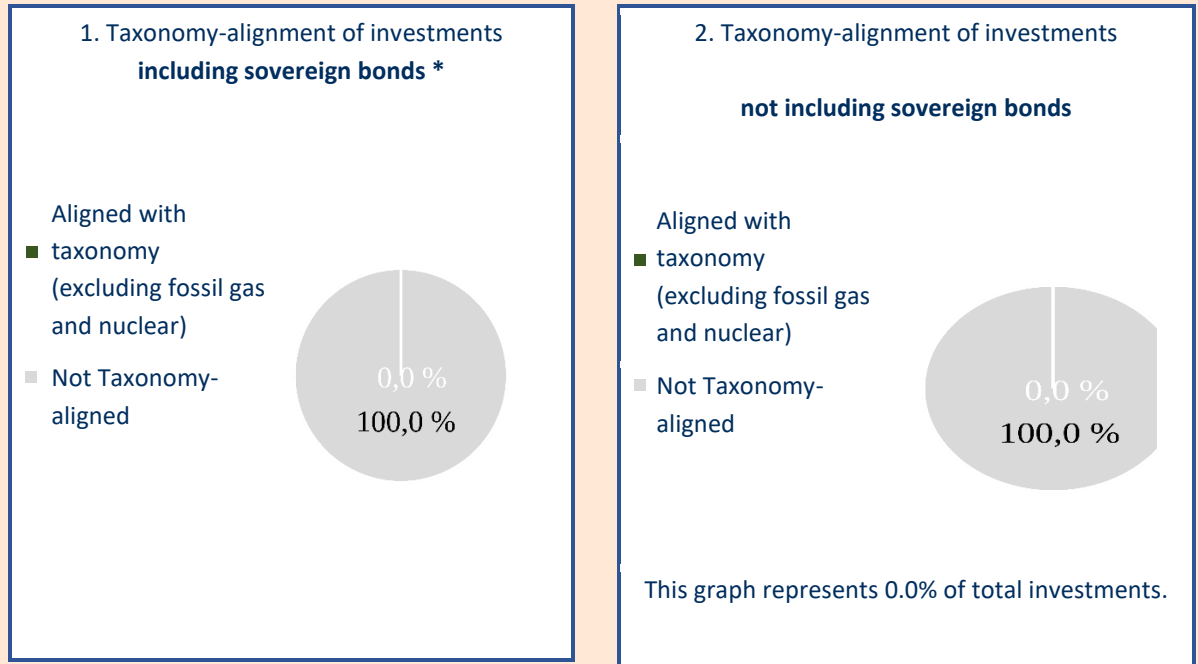 1. Taxonomy-alignment of investments
including sovereign bonds *
Aligned with
taxonomy
(excluding fossil gas
and nuclear)
Not Taxonomy-
aligned
0,0 %
100,0 %
2. Taxonomy-alignment of investments
not including sovereign bonds
Aligned with
taxonomy
(excluding fossil gas
and nuclear)
Not Taxonomy-
aligned
0,0 %
100,0 %
This graph represents 0.0% of total investments.